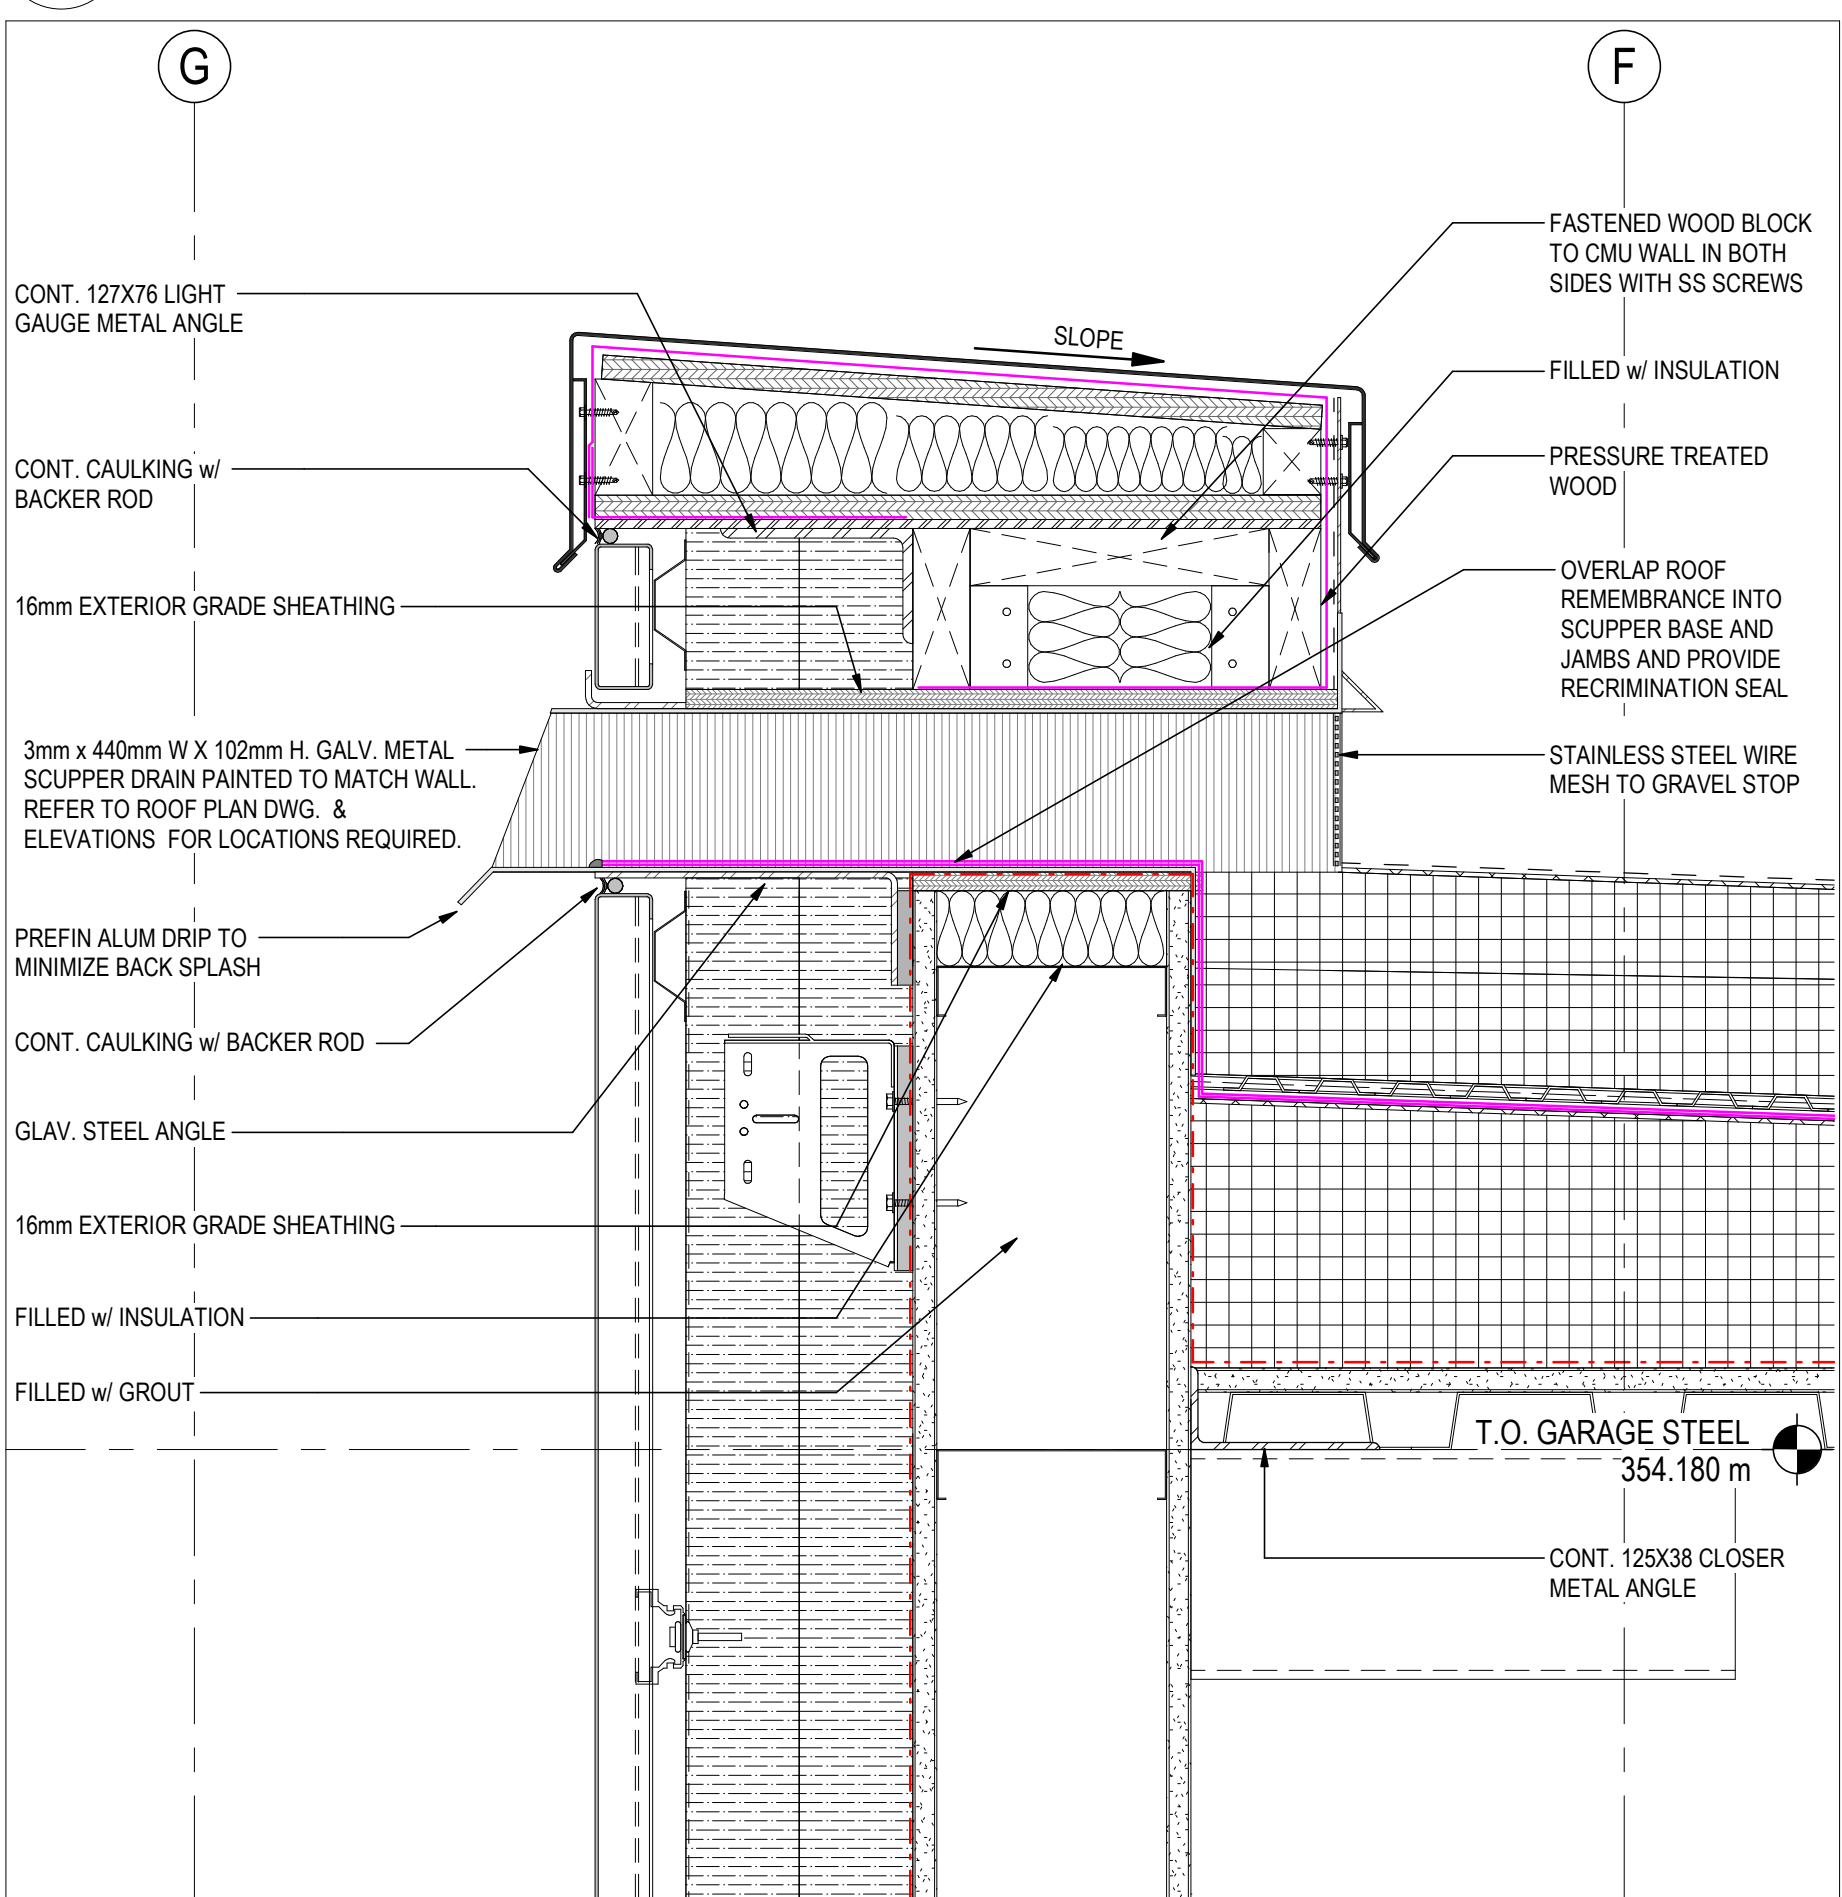 G
F
CONT. 127X76 LIGHT
GAUGE METAL ANGLE
CONT. CAULKING w/
BACKER ROD
16mm EXTERIOR GRADE SHEATHING
3mm x 440mm W X 102mm H. GALV. METAL
SCUPPER DRAIN PAINTED TO MATCH WALL.
REFER TO ROOF PLAN DWG. &
ELEVATIONS FOR LOCATIONS REQUIRED.
PREFIN ALUM DRIP TO
MINIMIZE BACK SPLASH
CONT. CAULKING w/ BACKER ROD
GLAV. STEEL ANGLE
16mm EXTERIOR GRADE SHEATHING
FILLED w/ INSULATION
FILLED w/ GROUT
SLOPE
FASTENED WOOD BLOCK
TO CMU WALL IN BOTH
SIDES WITH SS SCREWS
FILLED w/ INSULATION
PRESSURE TREATED
WOOD
OVERLAP ROOF
REMEMBRANCE INTO
SCUPPER BASE AND
JAMBS AND PROVIDE
RECRIMINATION SEAL
STAINLESS STEEL WIRE
MESH TO GRAVEL STOP
T.O. GARAGE STEEL
354.180 m
CONT. 125X38 CLOSER
METAL ANGLE